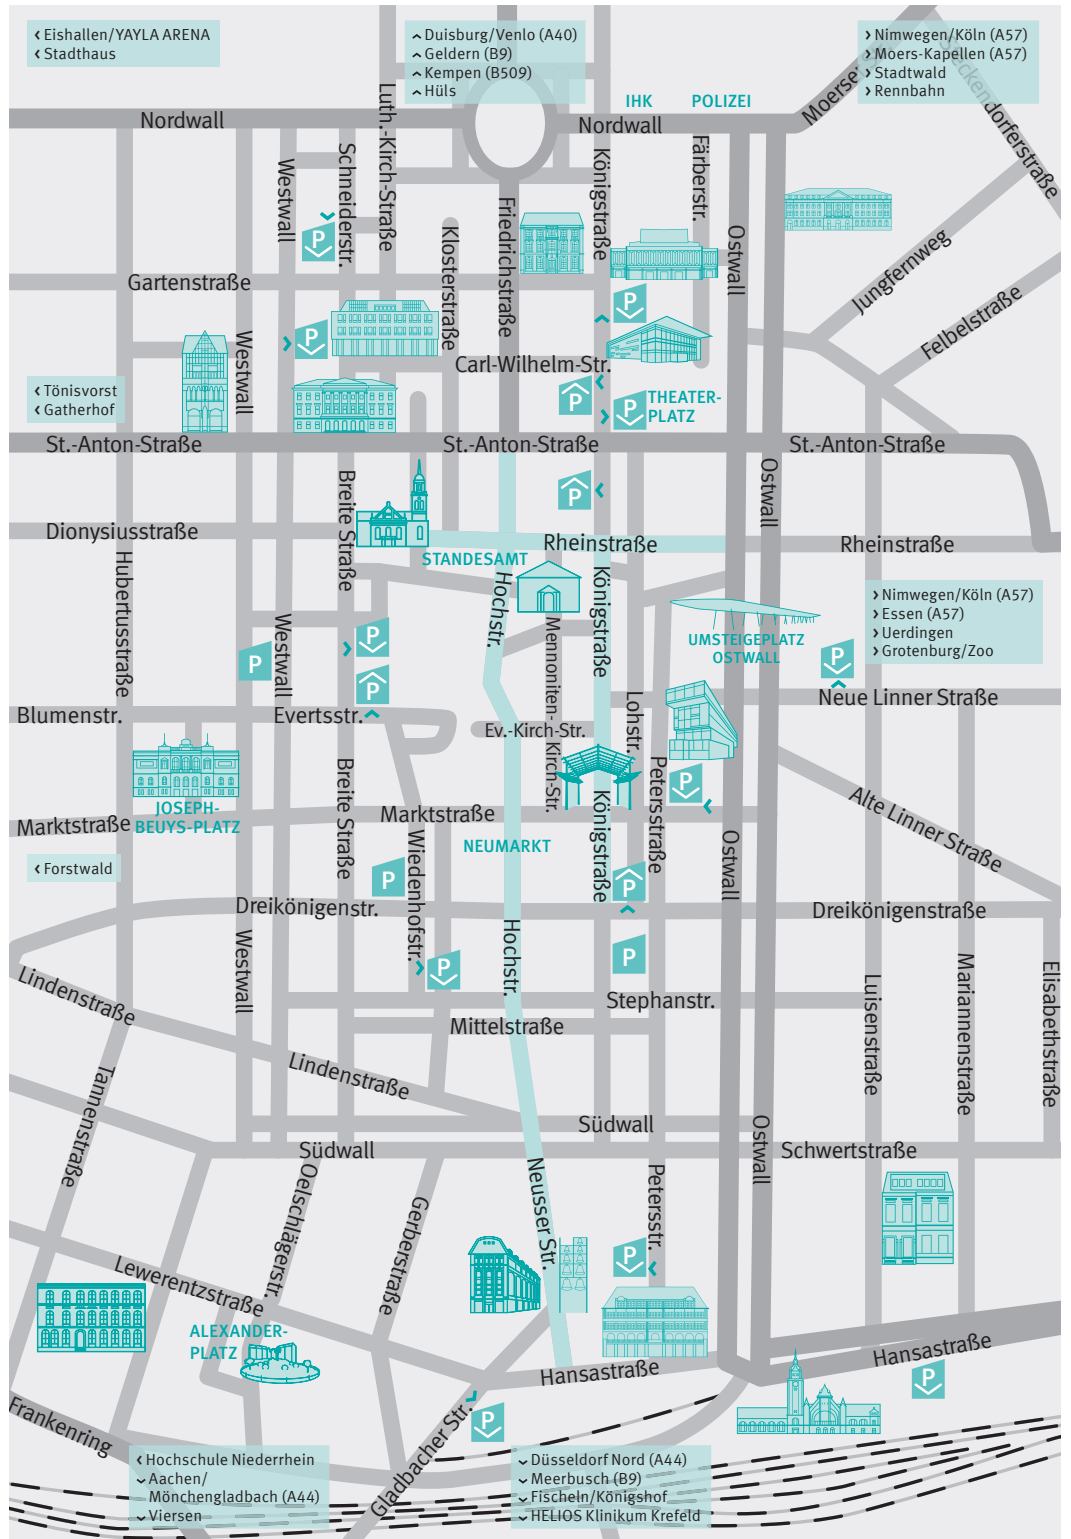 ‹ Eishallen/YAYLA ARENA
‹ Stadthaus
^ Duisburg/Venlo (A40)
^ Geldern (B9)
^ Kempen (B509)
^ Hüls
› Nimwegen/Köln (A57)
› Moers-Kapellen (A57)
› Stadtwald
› Rennbahn
Moerser
Seckendorferstraße
IHK
POLIZEI
Nordwall
Nordwall
Luth.-Kirch-Straße
Schneiderstr.
Westwall
Königstraße
Färberstr.
Friedrichstraße
Klosterstraße
Ostwall
Jungfernweg
Felbelstraße
P
Gartenstraße
P
P
Westwall
Carl-Wilhelm-Str.
‹ Tönisvorst
‹ Gatherhof
P
P
THEATER-
PLATZ
St.-Anton-Straße
St.-Anton-Straße
St.-Anton-Straße
Breite Straße
Ostwall
P
Dionysiusstraße
Rheinstraße
Rheinstraße
STANDESAMT
Hubertusstraße
Hochstr.
Königstraße
› Nimwegen/Köln (A57)
› Essen (A57)
› Uerdingen
› Grotenburg/Zoo
Westwall
Mennoniten-
Kirch-Str.
UMSTEIGEPLATZ
OSTWALL
P
P
P
P
Neue Linner Straße
Lohstr.
Blumenstr.
Evertsstr.
Ev.-Kirch-Str.
Breite Straße
Petersstraße
P
JOSEPH-
BEUYS-PLATZ
Marktstraße
Marktstraße
Königstraße
Alte Linner Straße
NEUMARKT
Wiedenhofstr.
Ostwall
‹ Forstwald
P
P
Dreikönigenstr.
Dreikönigenstraße
Westwall
Hochstr.
P
P
Lindenstraße
Stephanstr.
Mittelstraße
Luisenstraße
Mariannenstraße
Elisabethstraße
Lindenstraße
Tannenstraße
Südwall
Südwall
Ostwall
Schwertstraße
Oelschlägerstr.
Gerberstraße
Neusser Str.
Petersstr.
P
Lewerentzstraße
ALEXANDER-
PLATZ
Hansastraße
Hansastraße
P
Frankenring
Gladbacher Str.
P
‹ Hochschule Niederrhein
⌄ Aachen/
Mönchengladbach (A44)
⌄ Viersen
⌄ Düsseldorf Nord (A44)
⌄ Meerbusch (B9)
⌄ Fischeln/Königshof
⌄ HELIOS Klinikum Krefeld